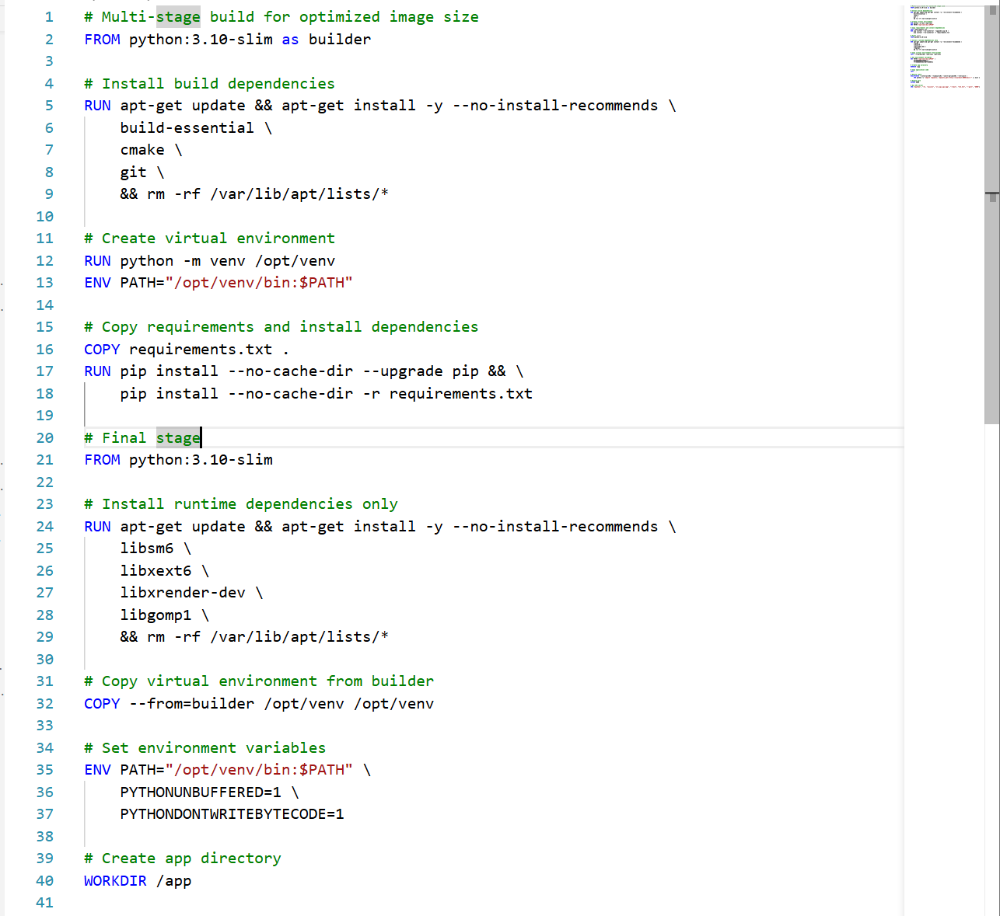 1 # Multi-stage build for optimized image size
2 FROM python:3.10-slim as builder
3
4 # Install build dependencies
5 RUN apt-get update && apt-get install -y --no-install-recommends \
6     build-essential \
7     cmake \
8     git \
9     && rm -rf /var/lib/apt/lists/*
10
11 # Create virtual environment
12 RUN python -m venv /opt/venv
13 ENV PATH="/opt/venv/bin:$PATH"
14
15 # Copy requirements and install dependencies
16 COPY requirements.txt .
17 RUN pip install --no-cache-dir --upgrade pip && \
18     pip install --no-cache-dir -r requirements.txt
19
20 # Final stage
21 FROM python:3.10-slim
22
23 # Install runtime dependencies only
24 RUN apt-get update && apt-get install -y --no-install-recommends \
25     libsm6 \
26     libxext6 \
27     libxrender-dev \
28     libgomp1 \
29     && rm -rf /var/lib/apt/lists/*
30
31 # Copy virtual environment from builder
32 COPY --from=builder /opt/venv /opt/venv
33
34 # Set environment variables
35 ENV PATH="/opt/venv/bin:$PATH" \
36     PYTHONUNBUFFERED=1 \
37     PYTHONDONTWRITEBYTECODE=1
38
39 # Create app directory
40 WORKDIR /app
41